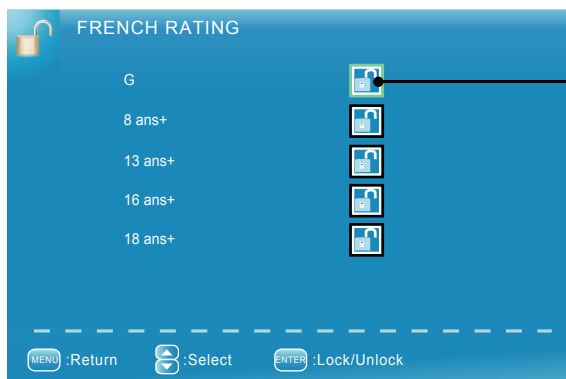 FRENCH RATING
G
8 ans+
13 ans+
16 ans+
18 ans+
MENU :Return :Select ENTER :Lock/Unlock